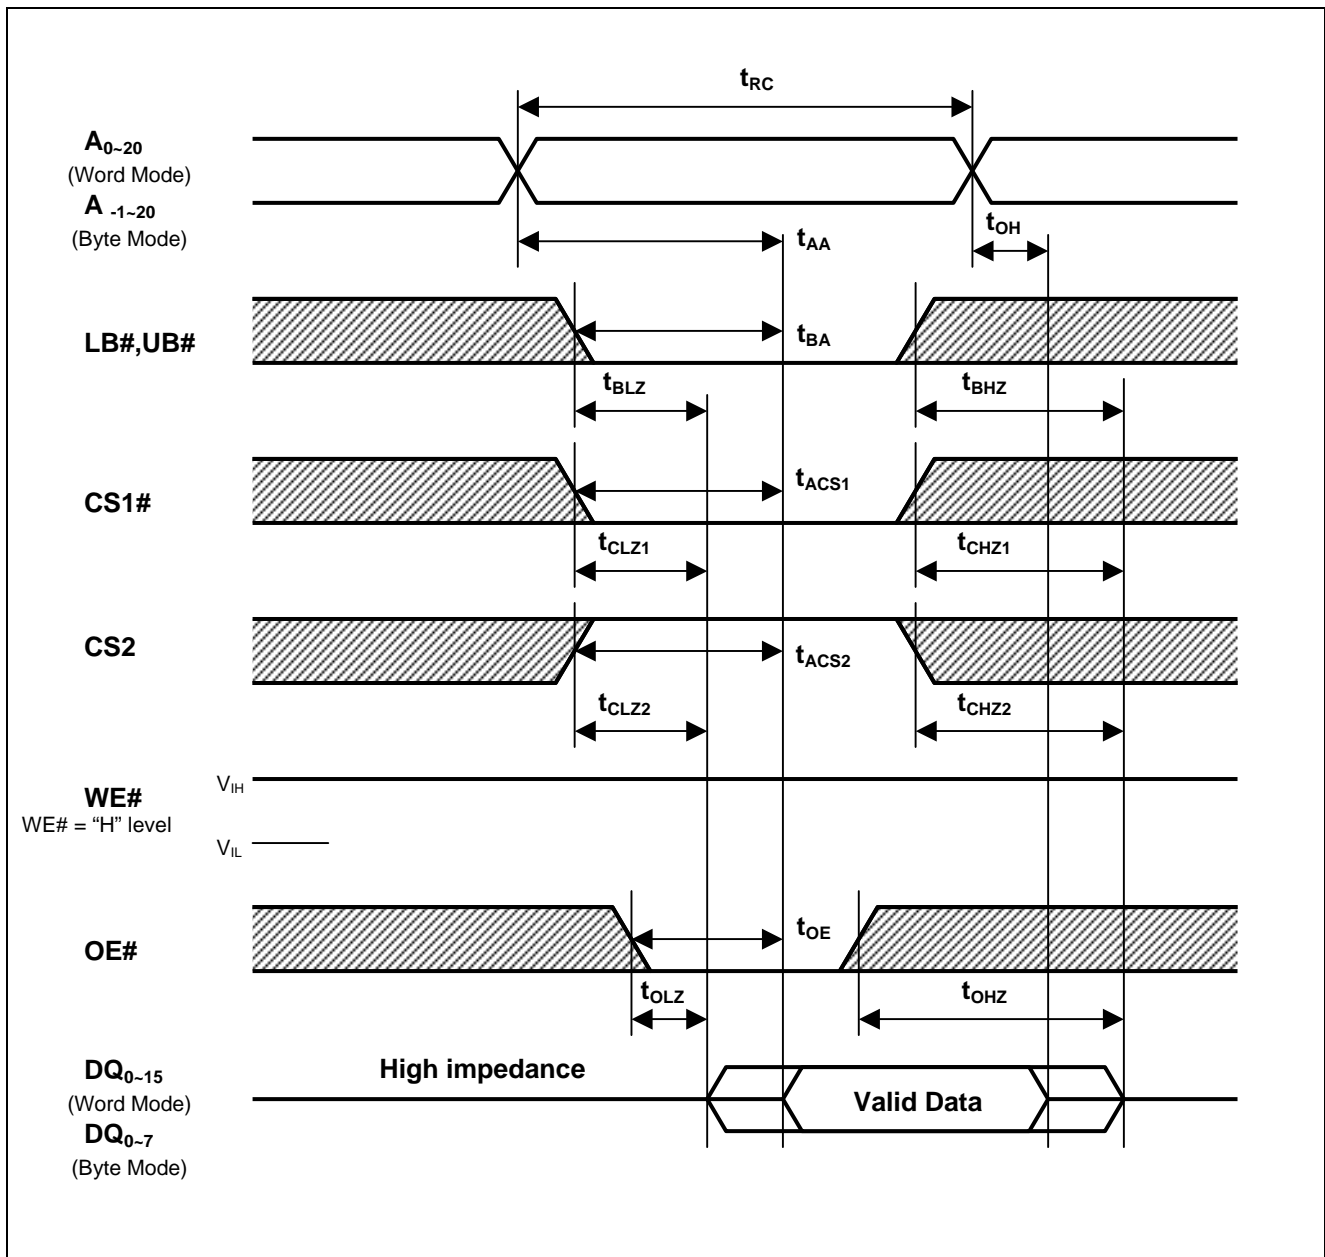 tRC
A0~20
(Word Mode)
A -1~20
(Byte Mode)
tOH
tAA
LB#,UB#
tBA
tBLZ
tBHZ
CS1#
tACS1
tCLZ1
tCHZ1
CS2
tACS2
tCLZ2
tCHZ2
WE#
WE# = “H” level
VIH
VIL
OE#
tOE
tOLZ
tOHZ
DQ0~15
(Word Mode)
DQ0~7
(Byte Mode)
High impedance
Valid Data